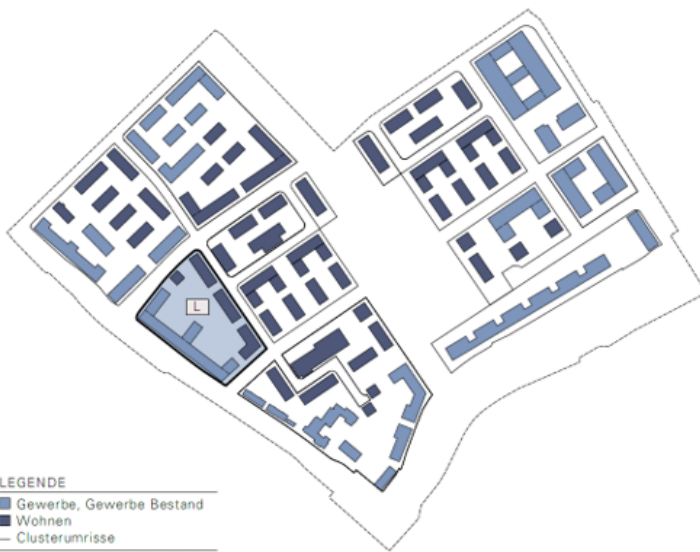 L
LEGENDE
Gewerbe, Gewerbe Bestand
Wohnen
Clusterumrisse